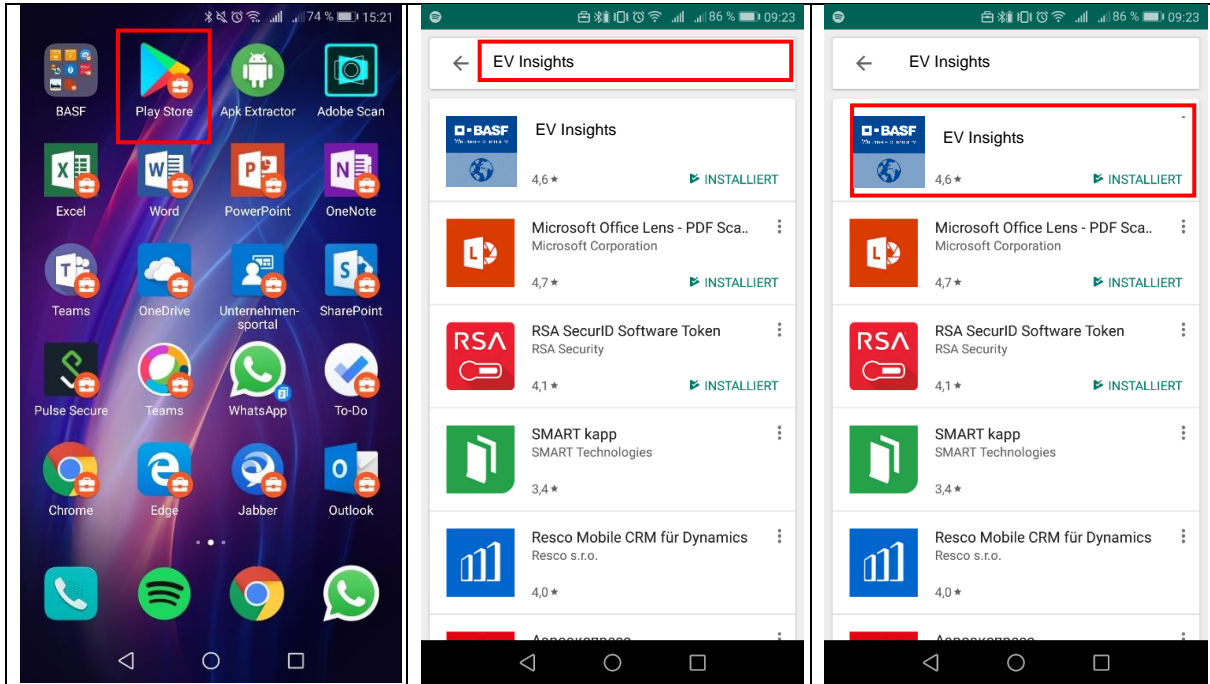 74 % 15:21
BASF
Play Store
Apk Extractor
Adobe Scan
Excel
Word
PowerPoint
OneNote
Teams
OneDrive
Unternehmen-
sportal
SharePoint
Pulse Secure
Teams
WhatsApp
To-Do
Chrome
Edge
Jabber
Outlook
86 % 09:23
EV Insights
BASF
EV Insights
4,6★
INSTALLIERT
Microsoft Office Lens - PDF Sca..
Microsoft Corporation
4,7★
INSTALLIERT
RSA
RSA SecurID Software Token
RSA Security
4,1★
INSTALLIERT
SMART kapp
SMART Technologies
3,4★
Resco Mobile CRM für Dynamics
Resco s.r.o.
4,0★
86 % 09:23
EV Insights
BASF
EV Insights
4,6★
INSTALLIERT
Microsoft Office Lens - PDF Sca..
Microsoft Corporation
4,7★
INSTALLIERT
RSA
RSA SecurID Software Token
RSA Security
4,1★
INSTALLIERT
SMART kapp
SMART Technologies
3,4★
Resco Mobile CRM für Dynamics
Resco s.r.o.
4,0★